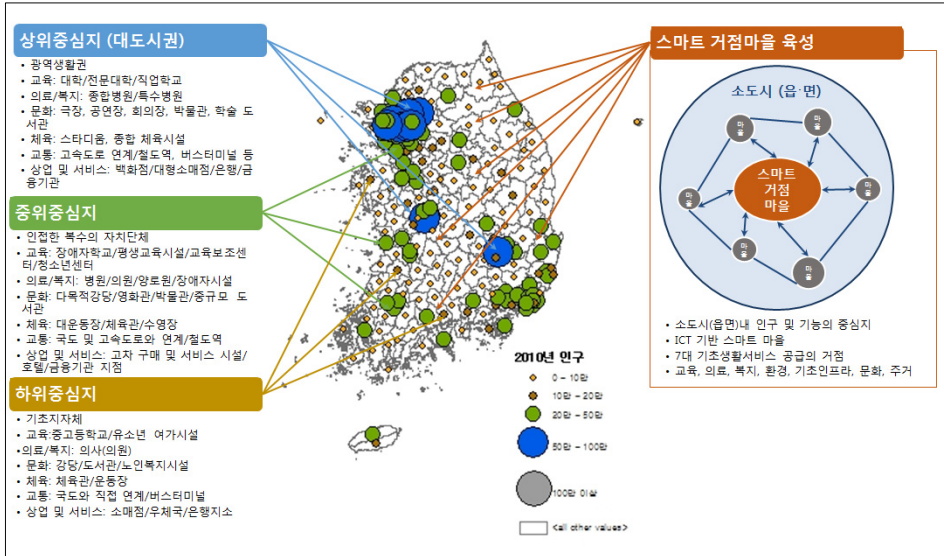 상위중심지 (대도시권)
• 광역생활권
• 교육: 대학/전문대학/직업학교
• 의료/복지: 종합병원/특수병원
• 문화: 극장, 공연장, 회의장, 박물관, 학술 도
서관
• 체육: 스타디움, 종합 체육시설
• 교통: 고속도로 연계/철도역, 버스터미널 등
• 상업 및 서비스: 백화점/대형소매점/은행/금
융기관
중위중심지
• 인접한 복수의 자치단체
• 교육: 장애자학교/평생교육시설/교육보조센
터/청소년센터
• 의료/복지: 병원/의원/양로원/장애자시설
• 문화: 다목적강당/영화관/박물관/중규모 도
서관
• 체육: 대운동장/체육관/수영장
• 교통: 국도 및 고속도로와 연계/철도역
• 상업 및 서비스: 고차 구매 및 서비스 시설/
호텔/금융기관 지점
하위중심지
• 기초지자체
• 교육:중고등학교/유소년 여가시설
•의료/복지: 의사(의원)
• 문화: 강당/도서관/노인복지시설
• 체육: 체육관/운동장
• 교통: 국도와 직접 연계/버스터미널
• 상업 및 서비스: 소매점/우체국/은행지소
2010년 인구
0 – 10만
10만 – 20만
20만 – 50만
50만 – 100만
100만 이상
<all other values>
스마트 거점마을 육성
소도시 (읍·면)
마을
마을
마을
마을
마을
마을
스마트
거점
마을
• 소도시(읍면)내 인구 및 기능의 중심지
• ICT 기반 스마트 마을
• 7대 기초생활서비스 공급의 거점
• 교육, 의료, 복지, 환경, 기초인프라, 문화, 주거